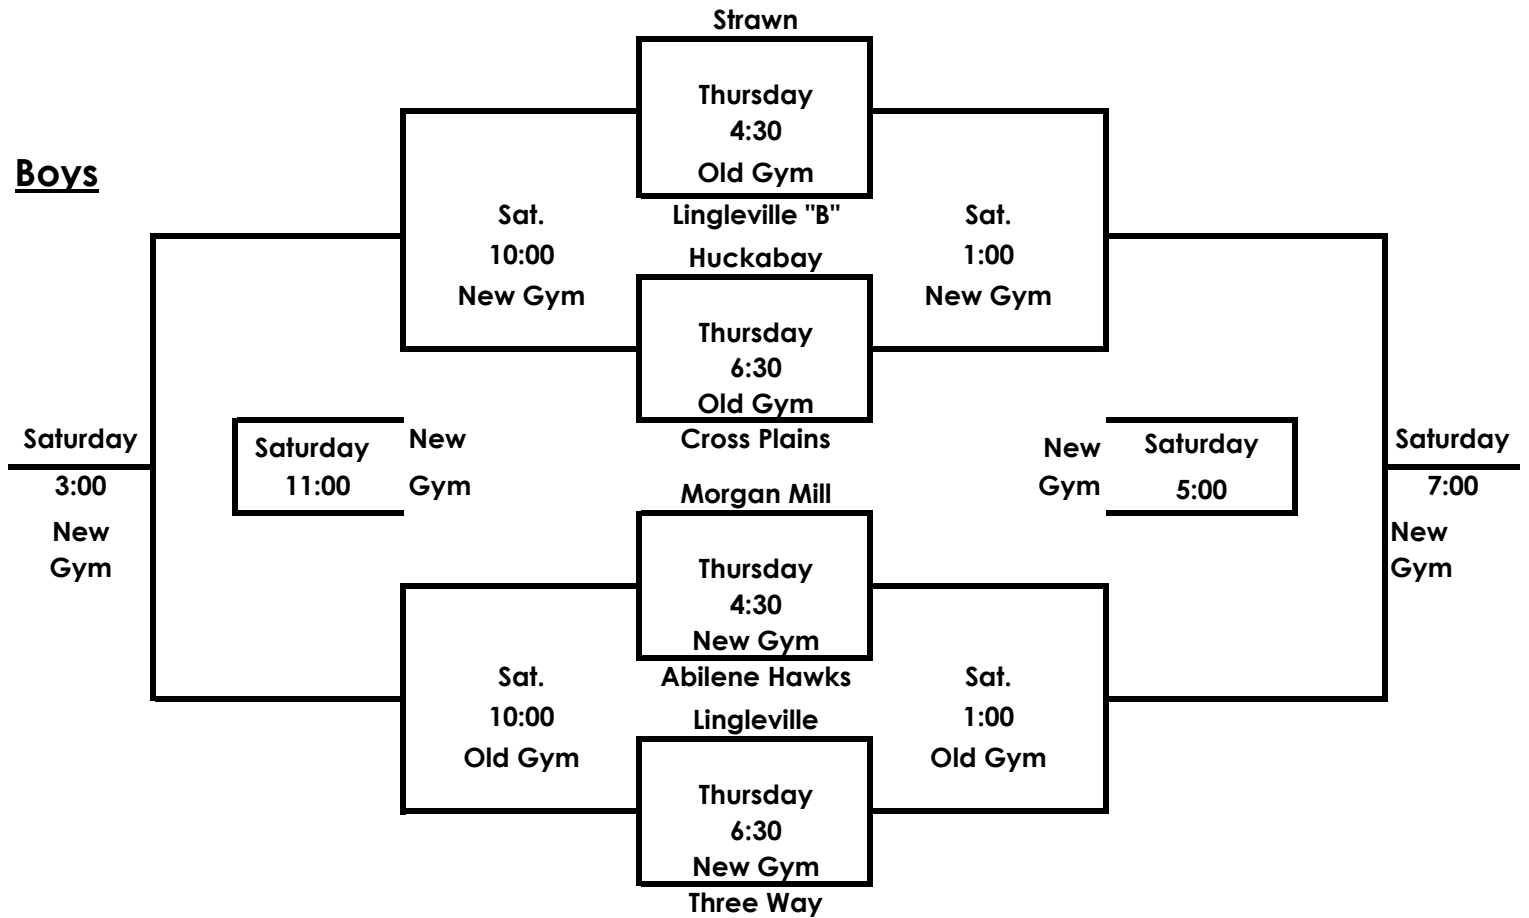 Strawn
Thursday
4:30
Old Gym
Boys
Lingleville "B"
Sat.
10:00
New Gym
Sat.
1:00
New Gym
Huckabay
Thursday
6:30
Old Gym
Cross Plains
Saturday
3:00
New
Gym
Saturday
11:00
New
Gym
New
Gym
Saturday
5:00
Saturday
7:00
New
Gym
Morgan Mill
Thursday
4:30
New Gym
Abilene Hawks
Sat.
10:00
Old Gym
Sat.
1:00
Old Gym
Lingleville
Thursday
6:30
New Gym
Three Way